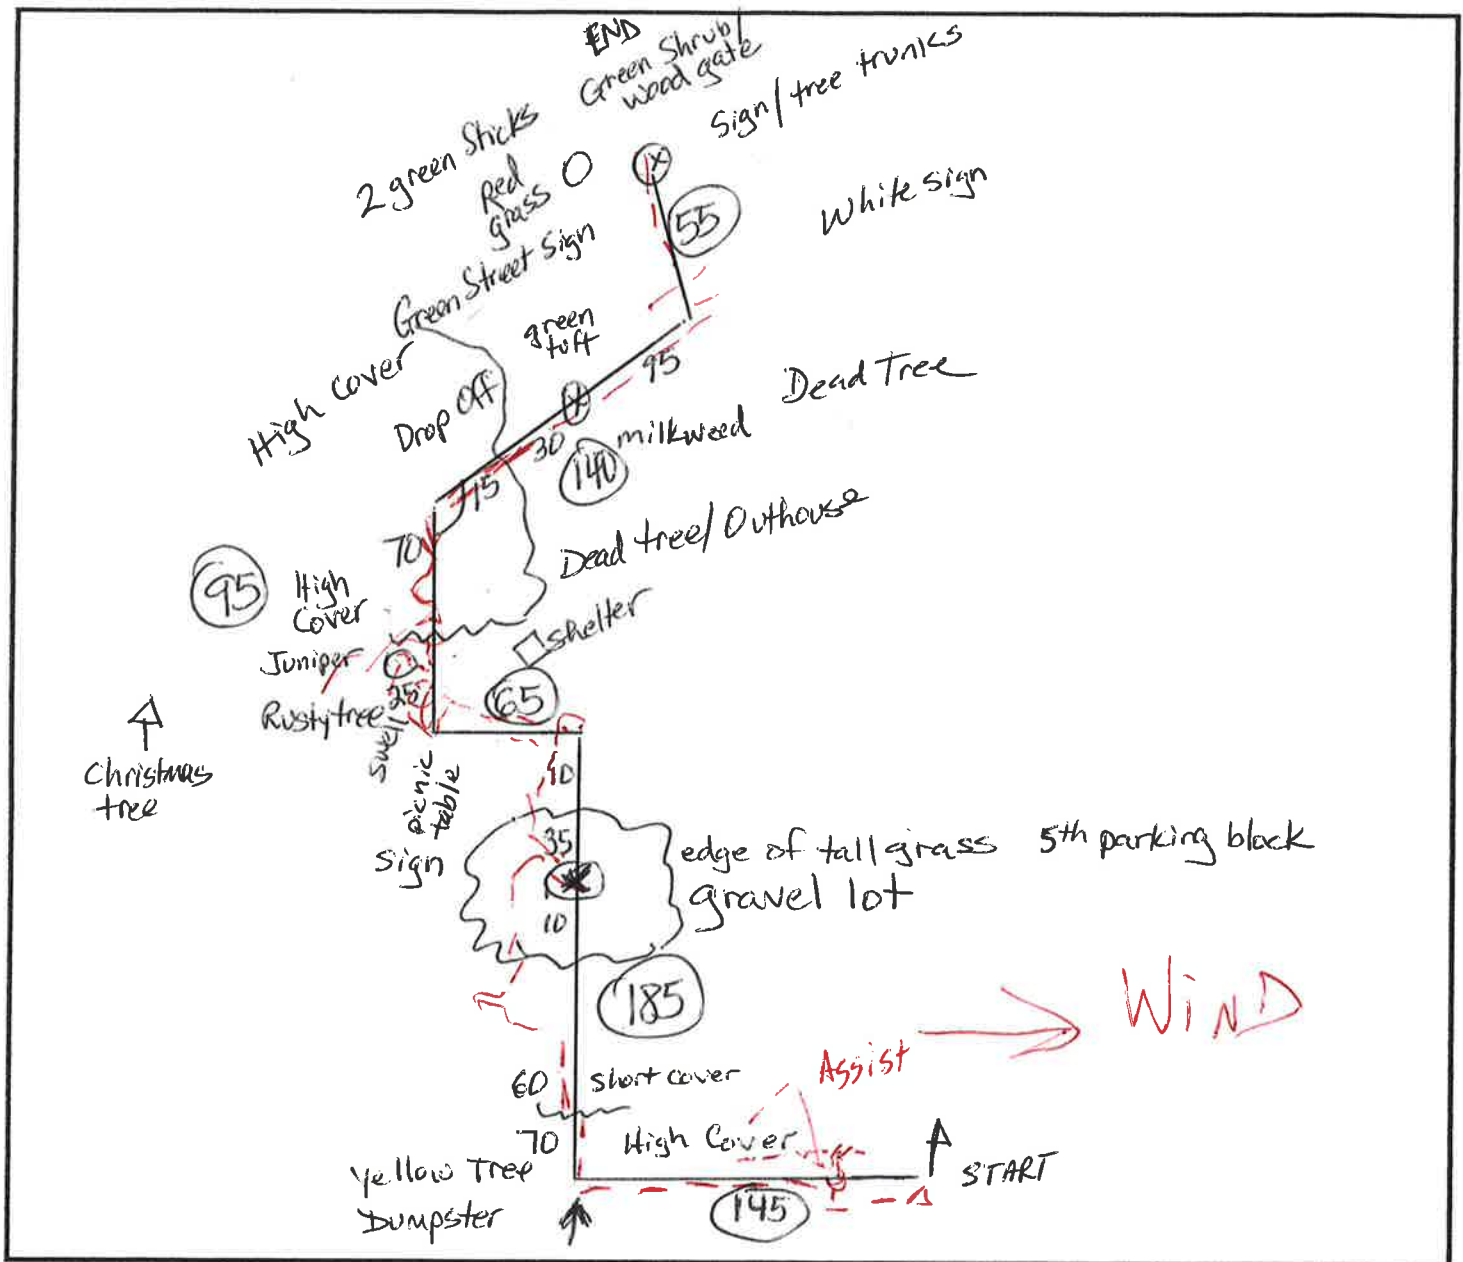 END
Green Shrub/
wood gate
Sign/tree trunks
2 green Sticks
Red
grass
55
White sign
Green Street Sign
green
tuft
High Cover
Drop Off
95
Dead Tree
30
milkweed
140
15
70
Dead tree/Outhouse
95
High
Cover
Shelter
Juniper
25
65
Rusty tree
Swell
Christmas
tree
picnic
table
10
Sign
35
edge of tall grass 5th parking block
gravel lot
10
185
WIND
Assist
60 short cover
70 High Cover
START
Yellow Tree
Dumpster
145